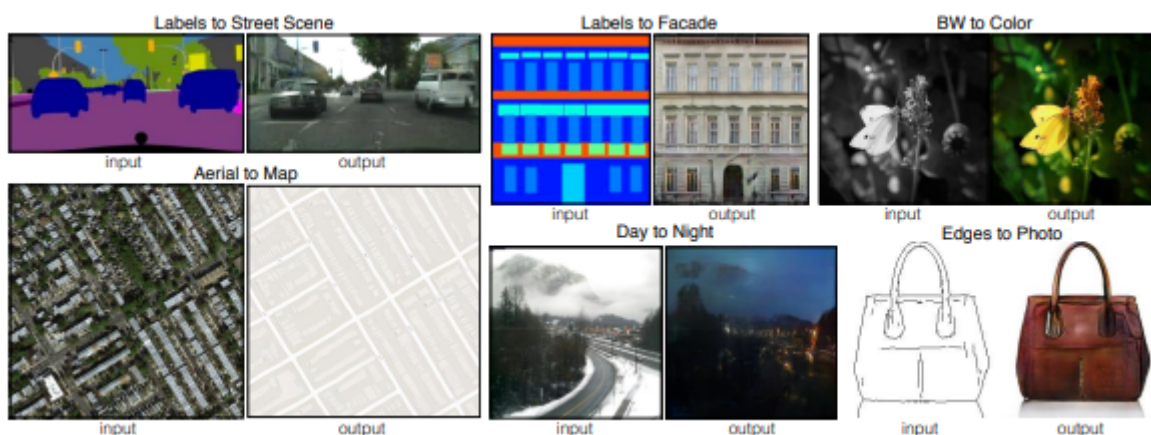 Labels to Street Scene
input
output
Aerial to Map
input
output
Labels to Facade
input
output
BW to Color
input
output
Day to Night
input
output
Edges to Photo
input
output